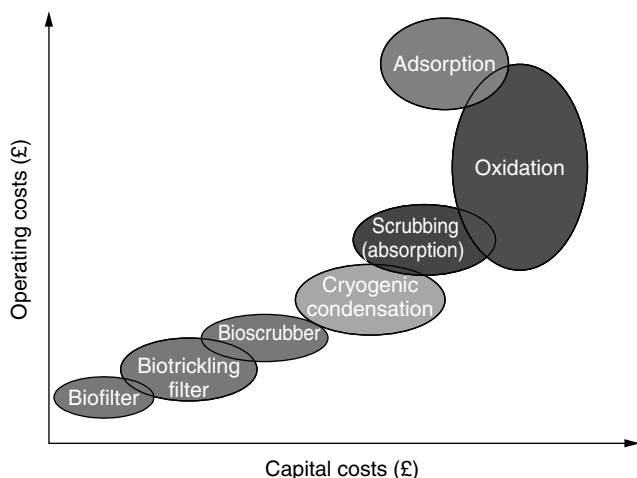 Operating costs (£)
Adsorption
Oxidation
Scrubbing
(absorption)
Cryogenic
condensation
Bioscrubber
Biotrickling
filter
Biofilter
Capital costs (£)